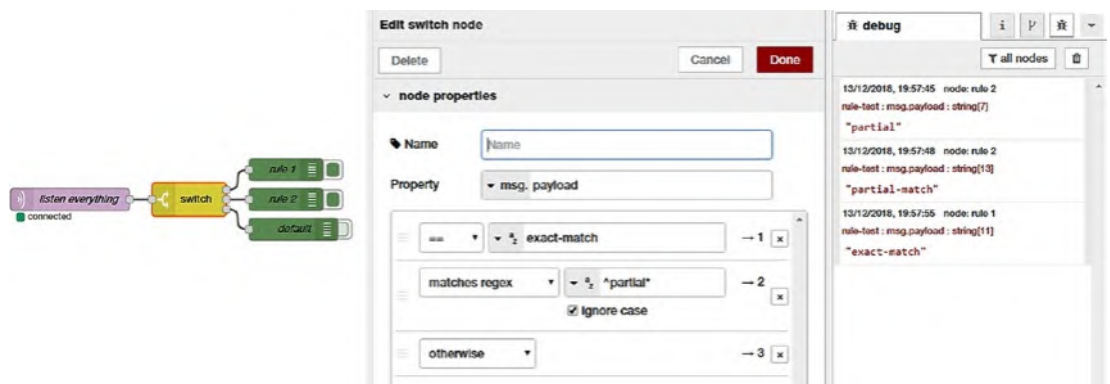 listen everything
connected
switch
rule 1
rule 2
default
Edit switch node
Delete
Cancel
Done
node properties
Name
Name
Property
msg. payload
==
exact-match
→ 1 x
matches regex
^partial*
→ 2 x
Ignore case
otherwise
→ 3 x
debug
i
all nodes
13/12/2018, 19:57:45 node: rule 2
rule-test : msg.payload : string[7]
"partial"
13/12/2018, 19:57:48 node: rule 2
rule-test : msg.payload : string[13]
"partial-match"
13/12/2018, 19:57:55 node: rule 1
rule-test : msg.payload : string[11]
"exact-match"